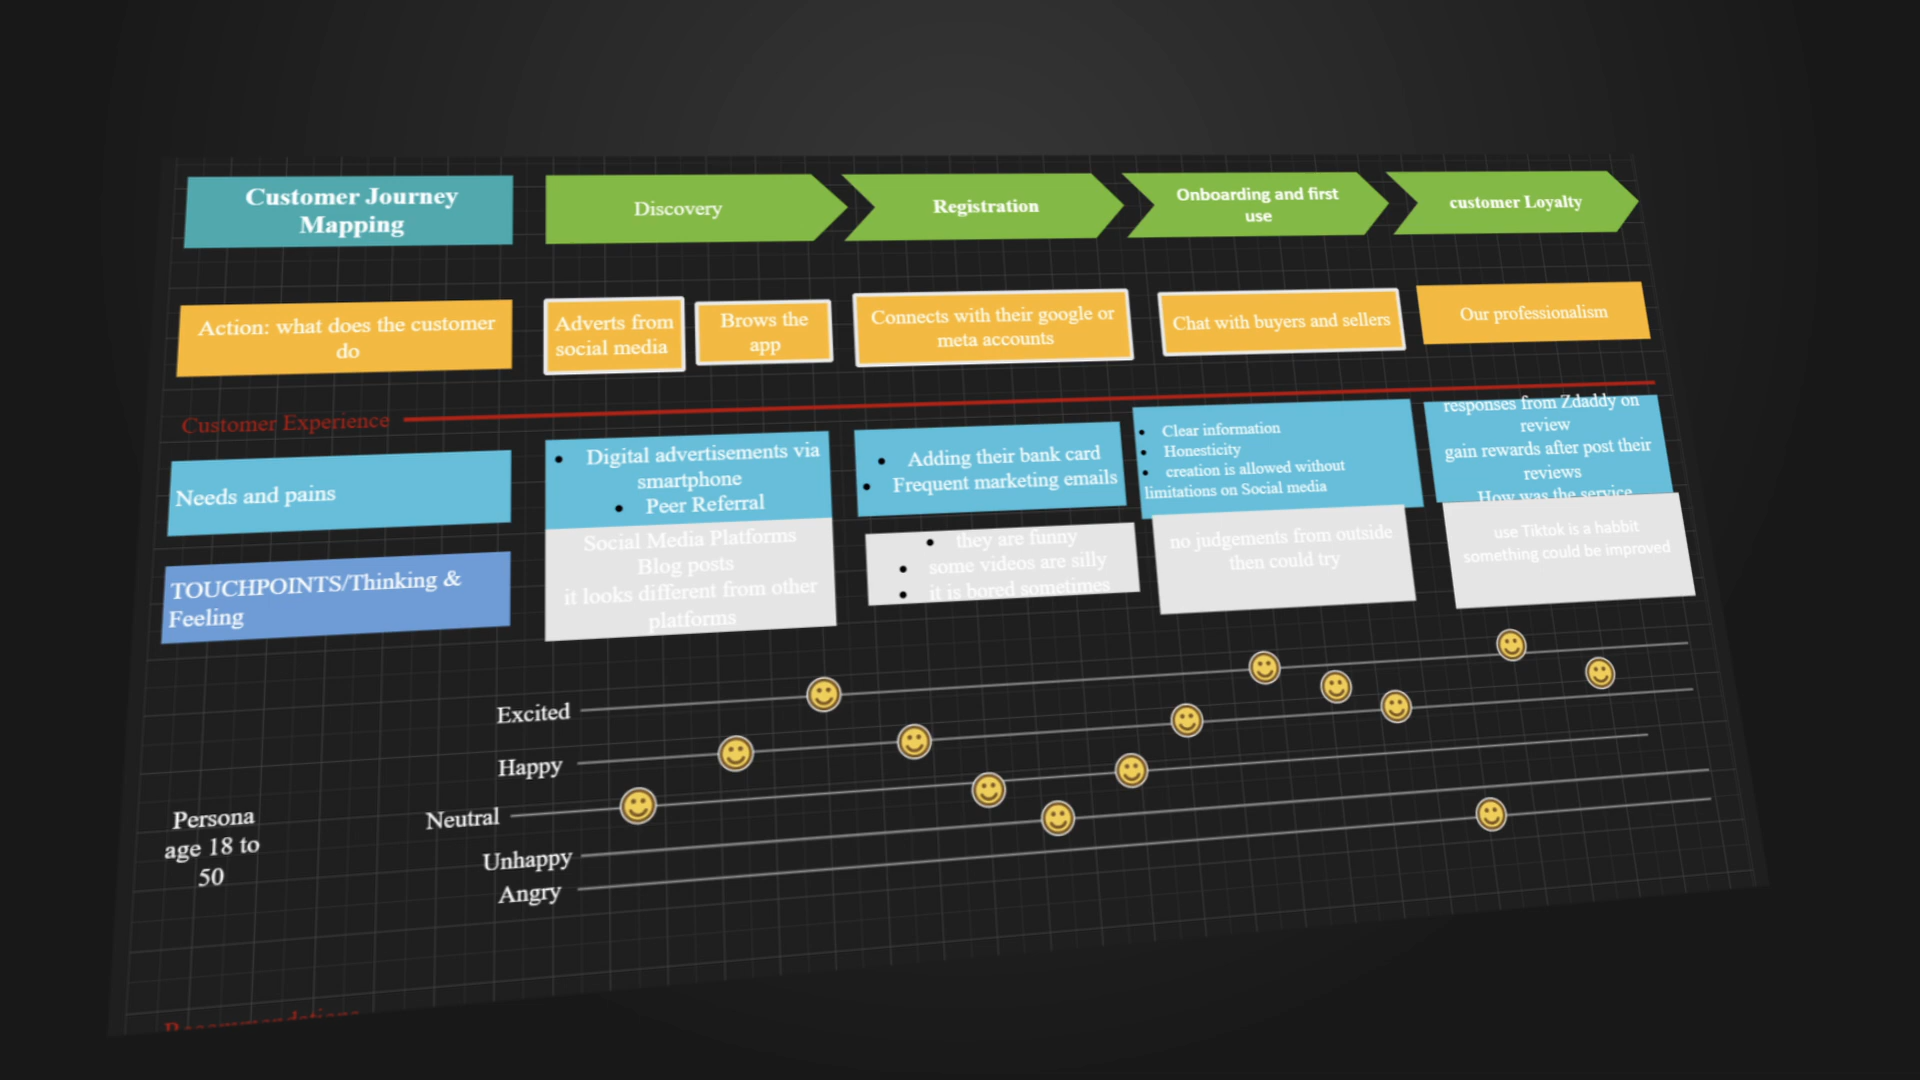 Customer Journey
Mapping
Discovery
Registration
Onboarding and first
use
customer Loyalty
Action: what does the customer
do
Adverts from
social media
Brows the
app
Connects with their google or
meta accounts
Chat with buyers and sellers
Our professionalism
Customer Experience
Needs and pains
• Digital advertisements via
smartphone
• Peer Referral
• Adding their bank card
• Frequent marketing emails
• Clear information
• Honesticity
• creation is allowed without
limitations on Social media
responses from Zdaddy on
review
gain rewards after post their
reviews
How was the service
TOUCHPOINTS/Thinking &
Feeling
Social Media Platforms
Blog posts
it looks different from other
platforms
• they are funny
• some videos are silly
• it is bored sometimes
no judgements from outside
then could try
use Tiktok is a habbit
something could be improved
Excited
Happy
Neutral
Unhappy
Angry
Persona
age 18 to
50
Recommendations